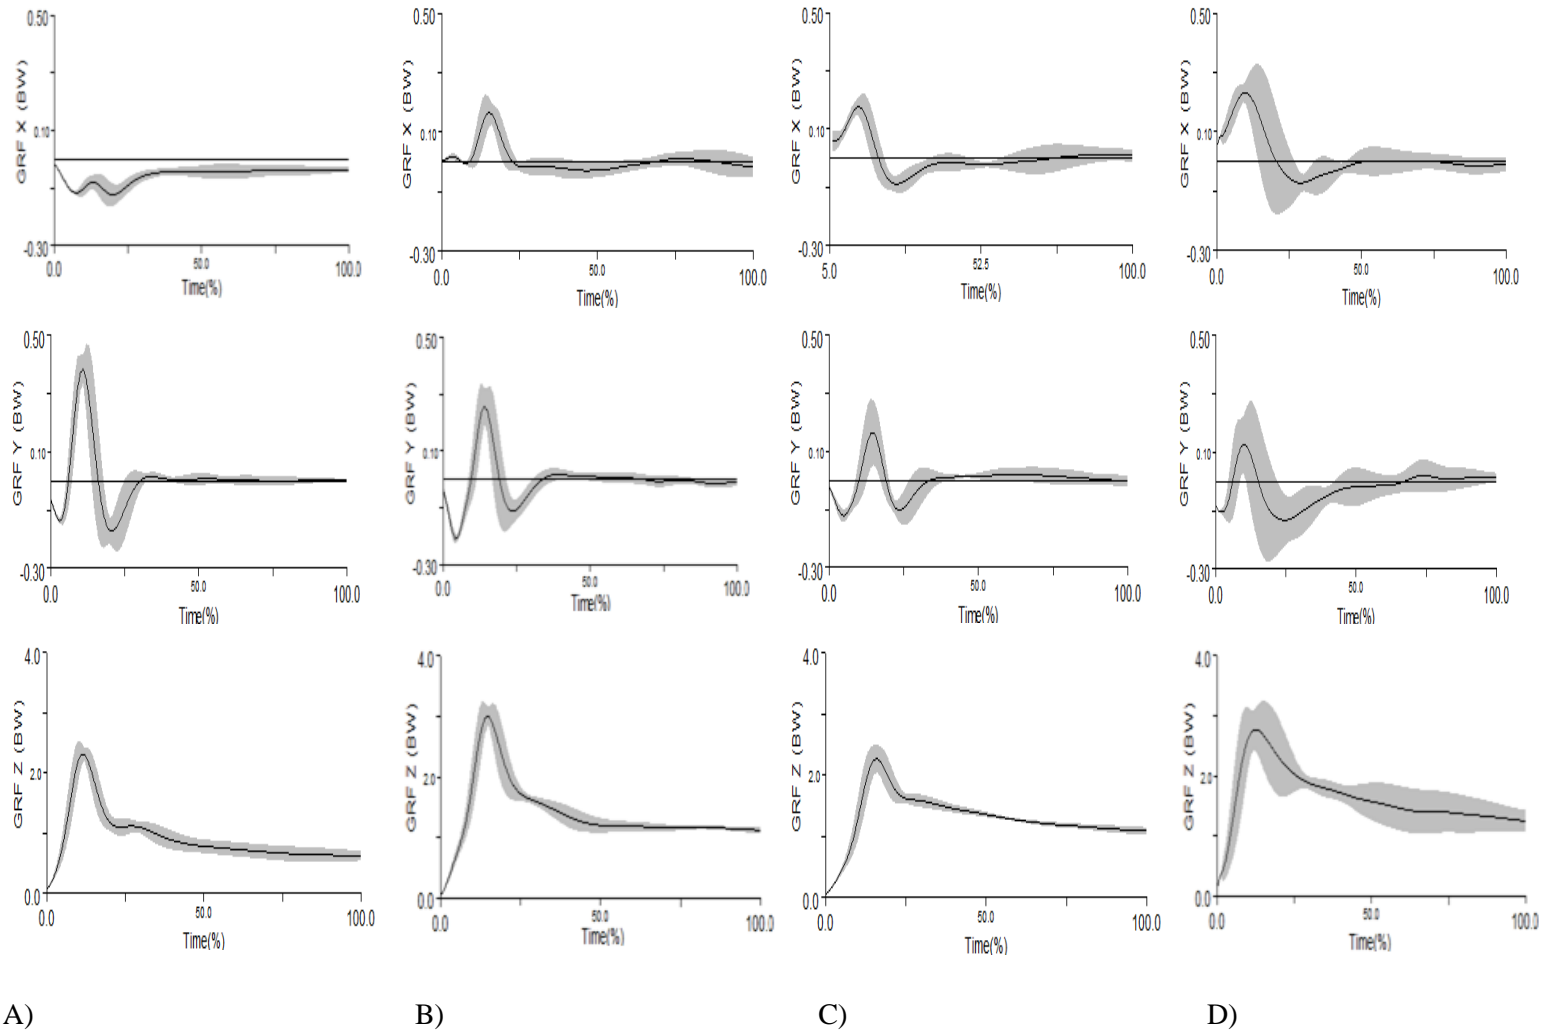 0.50 0.50 0.50 0.50
GRF X (BW) GRF X (BW) GRF X (BW) GRF X (BW)
0.10 0.10 0.10 0.10
-0.30 -0.30 -0.30 -0.30
0.0 50.0 100.0 0.0 50.0 100.0 5.0 52.5 100.0 0.0 50.0 100.0
Time(%) Time(%) Time(%) Time(%)
0.50 0.50 0.50 0.50
GRF Y (BW) GRF Y (BW) GRF Y (BW) GRF Y (BW)
0.10 0.10 0.10 0.10
-0.30 -0.30 -0.30 -0.30
0.0 50.0 100.0 0.0 50.0 100.0 0.0 50.0 100.0 0.0 50.0 100.0
Time(%) Time(%) Time(%) Time(%)
4.0 4.0 4.0 4.0
GRF Z (BW) GRF Z (BW) GRF Z (BW) GRF Z (BW)
2.0 2.0 2.0 2.0
0.0 0.0 0.0 0.0
0.0 50.0 100.0 0.0 50.0 100.0 0.0 50.0 100.0 0.0 50.0 100.0
Time(%) Time(%) Time(%) Time(%)
A) B) C) D)